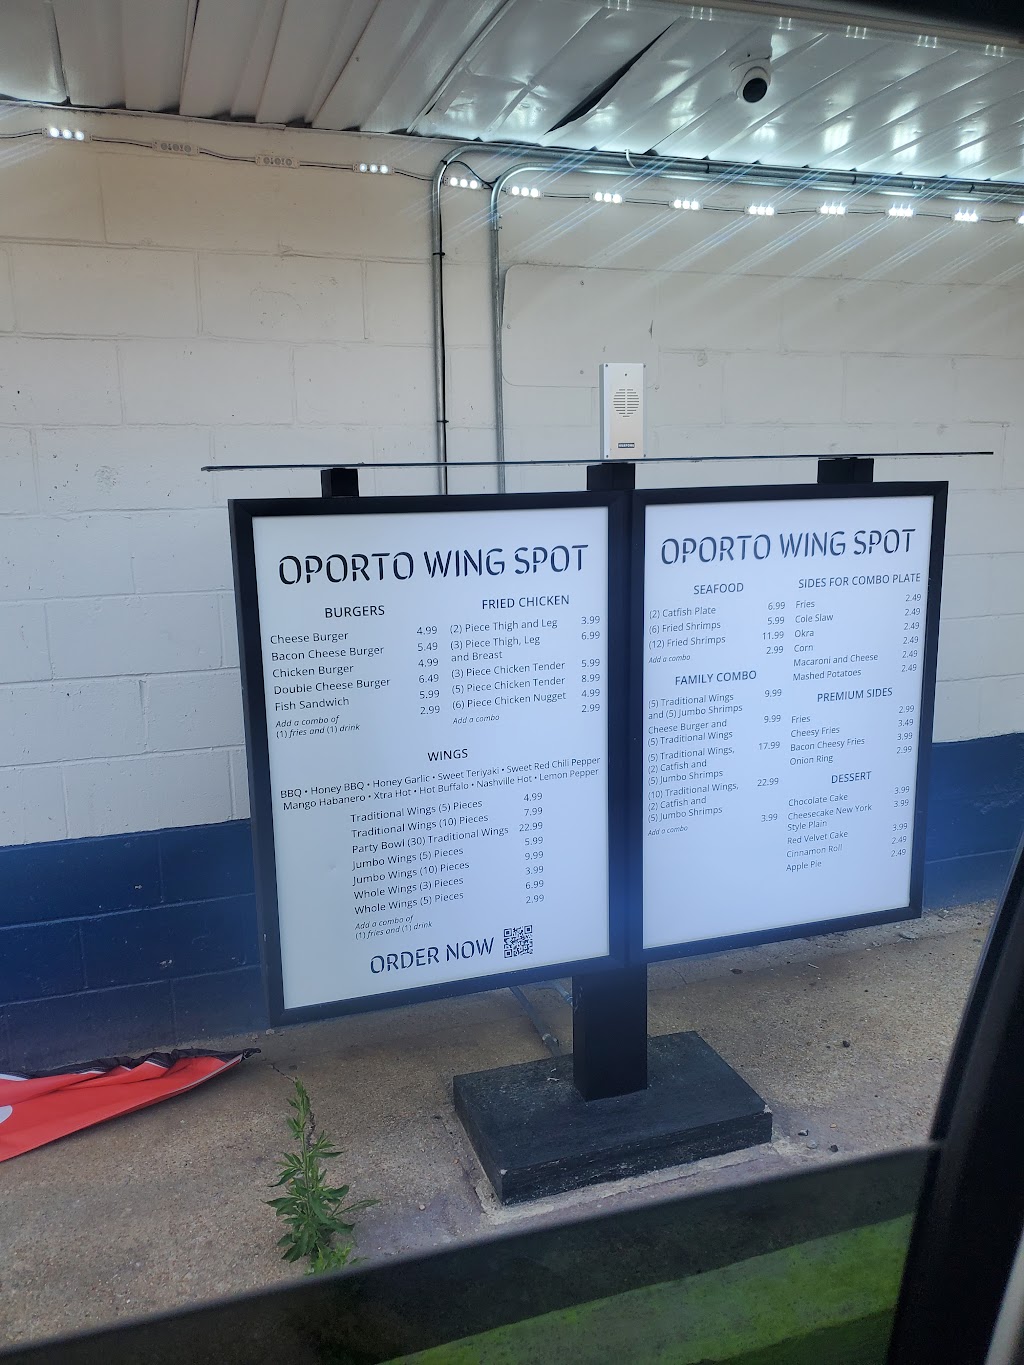 OPORTO WING SPOT
BURGERS
Cheese Burger 4.99
Bacon Cheese Burger 5.49
Chicken Burger 4.99
Double Cheese Burger 6.49
Fish Sandwich 5.99
Add a combo of 2.99
(1) fries and (1) drink
FRIED CHICKEN
(2) Piece Thigh and Leg 3.99
(3) Piece Thigh, Leg 6.99
and Breast
(3) Piece Chicken Tender 5.99
(5) Piece Chicken Tender 8.99
(6) Piece Chicken Nugget 4.99
Add a combo 2.99
WINGS
BBQ • Honey BBQ • Honey Garlic • Sweet Teriyaki • Sweet Red Chili Pepper
Mango Habanero • Xtra Hot • Hot Buffalo • Nashville Hot • Lemon Pepper
Traditional Wings (5) Pieces 4.99
Traditional Wings (10) Pieces 7.99
Party Bowl (30) Traditional Wings 22.99
Jumbo Wings (5) Pieces 5.99
Jumbo Wings (10) Pieces 9.99
Whole Wings (3) Pieces 3.99
Whole Wings (5) Pieces 6.99
Add a combo of 2.99
(1) fries and (1) drink
ORDER NOW
OPORTO WING SPOT
SEAFOOD
(2) Catfish Plate 6.99
(6) Fried Shrimps 5.99
(12) Fried Shrimps 11.99
Add a combo 2.99
FAMILY COMBO
(5) Traditional Wings 9.99
and (5) Jumbo Shrimps
Cheese Burger and 9.99
(5) Traditional Wings
(5) Traditional Wings, 17.99
(2) Catfish and
(5) Jumbo Shrimps
(10) Traditional Wings, 22.99
(2) Catfish and
(5) Jumbo Shrimps
Add a combo 3.99
SIDES FOR COMBO PLATE
Fries 2.49
Cole Slaw 2.49
Okra 2.49
Corn 2.49
Macaroni and Cheese 2.49
Mashed Potatoes 2.49
PREMIUM SIDES
Fries 2.99
Cheesy Fries 3.49
Bacon Cheesy Fries 3.99
Onion Ring 2.99
DESSERT
Chocolate Cake 3.99
Cheesecake New York 3.99
Style Plain
Red Velvet Cake 3.99
Cinnamon Roll 2.49
Apple Pie 2.49